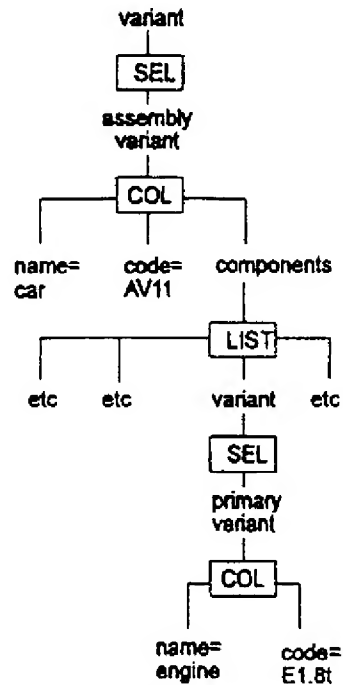 variant
SEL
assembly
variant
COL
name=
car
code=
AV11
components
LIST
etc
etc
variant
etc
SEL
primary
variant
COL
name=
engine
code=
E1.8t